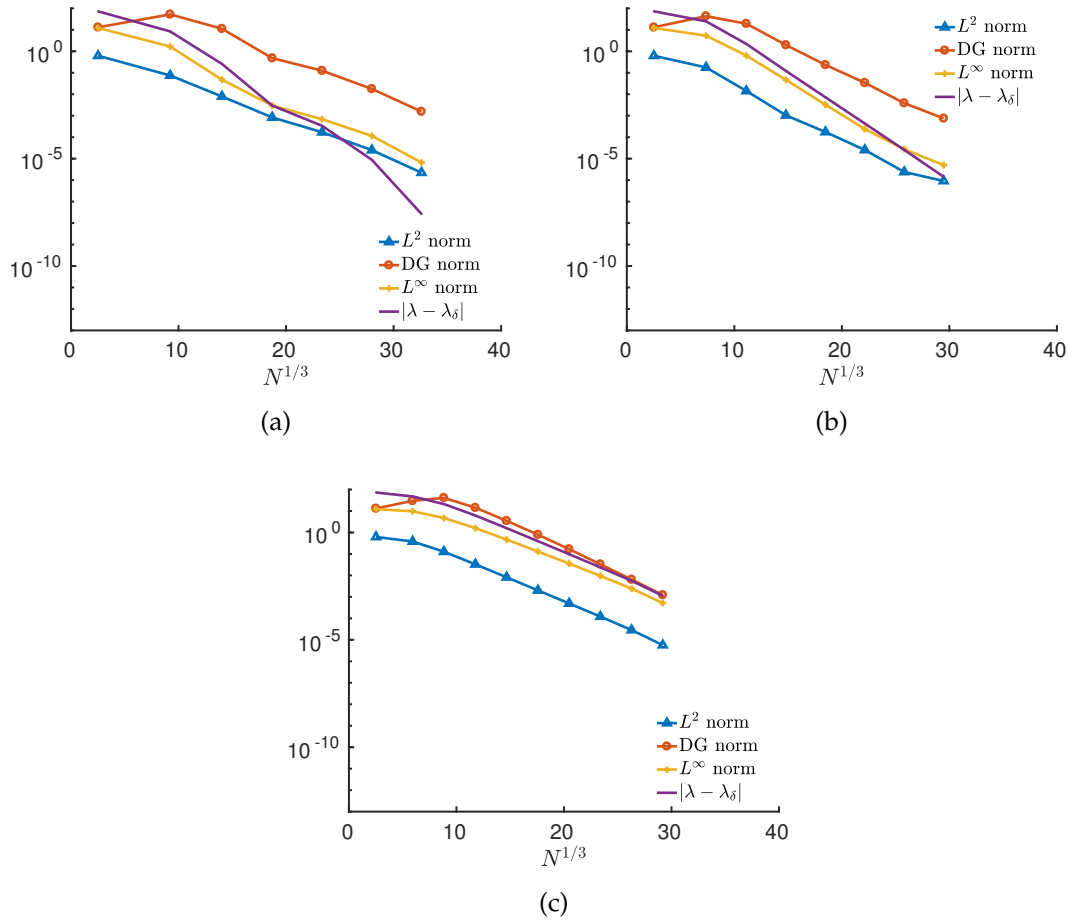 10^0
10^{-5}
10^{-10}
L^2 norm
DG norm
L^∞ norm
|λ − λ_δ|
0 10 20 30 40
N^{1/3}
(a)
10^0
10^{-5}
10^{-10}
L^2 norm
DG norm
L^∞ norm
|λ − λ_δ|
0 10 20 30 40
N^{1/3}
(b)
10^0
10^{-5}
10^{-10}
L^2 norm
DG norm
L^∞ norm
|λ − λ_δ|
0 10 20 30 40
N^{1/3}
(c)